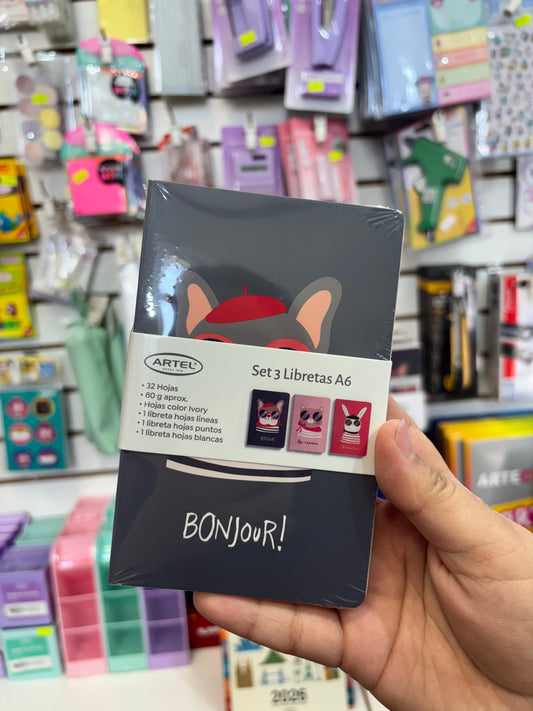 ARTEL®
Set 3 Libretas A6
• 32 Hojas
• 80 g aprox.
• Hojas color Ivory
• 1 libreta hojas líneas
• 1 libreta hojas puntos
• 1 libreta hojas blancas
BONJOUR!
ARTE
2026